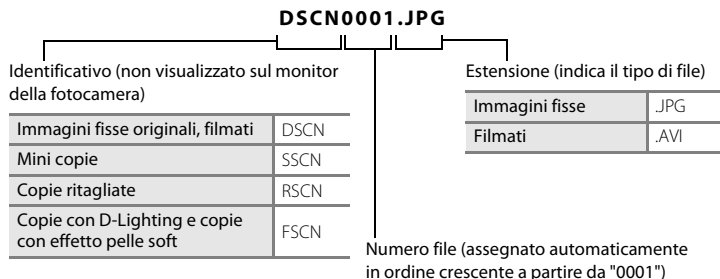 DSCN0001.JPG
Identificativo (non visualizzato sul monitor
della fotocamera)
Immagini fisse originali, filmati DSCN
Mini copie SSCN
Copie ritagliate RSCN
Copie con D-Lighting e copie
con effetto pelle soft FSCN
Estensione (indica il tipo di file)
Immagini fisse .JPG
Filmati .AVI
Numero file (assegnato automaticamente
in ordine crescente a partire da "0001")